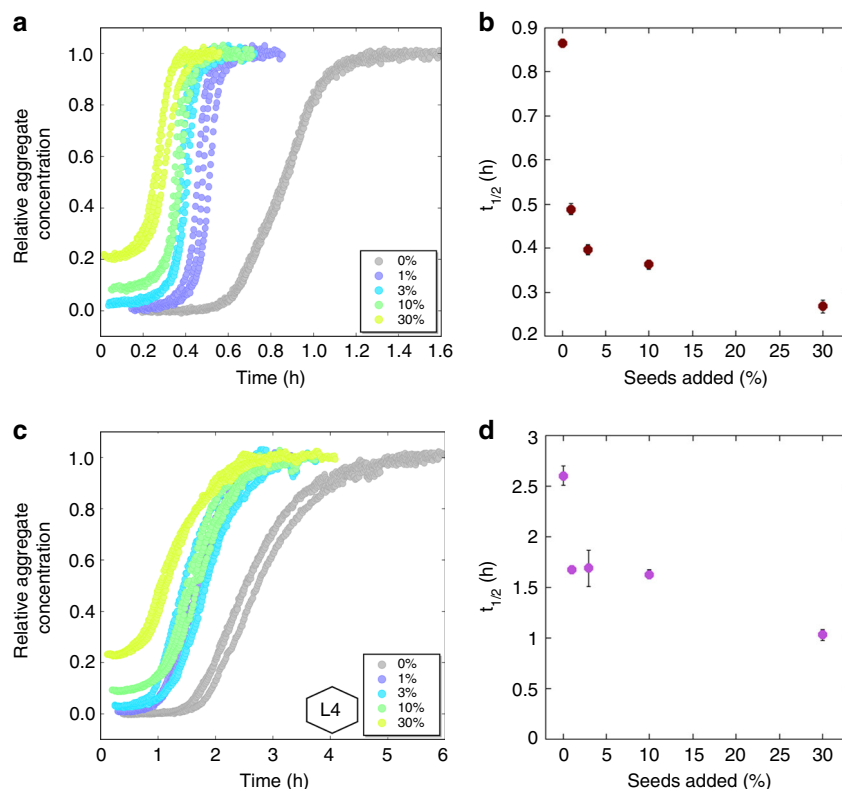 a
Relative aggregate
concentration
1.0
0.8
0.6
0.4
0.2
0.0
0%
1%
3%
10%
30%
0 0.2 0.4 0.6 0.8 1.0 1.2 1.4 1.6
Time (h)
b
t1/2 (h)
0.9
0.8
0.7
0.6
0.5
0.4
0.3
0.2
0 5 10 15 20 25 30
Seeds added (%)
c
Relative aggregate
concentration
1.0
0.8
0.6
0.4
0.2
0.0
L4
0%
1%
3%
10%
30%
0 1 2 3 4 5 6
Time (h)
d
t1/2 (h)
3
2.5
2
1.5
1
0.5
0
0 5 10 15 20 25 30
Seeds added (%)